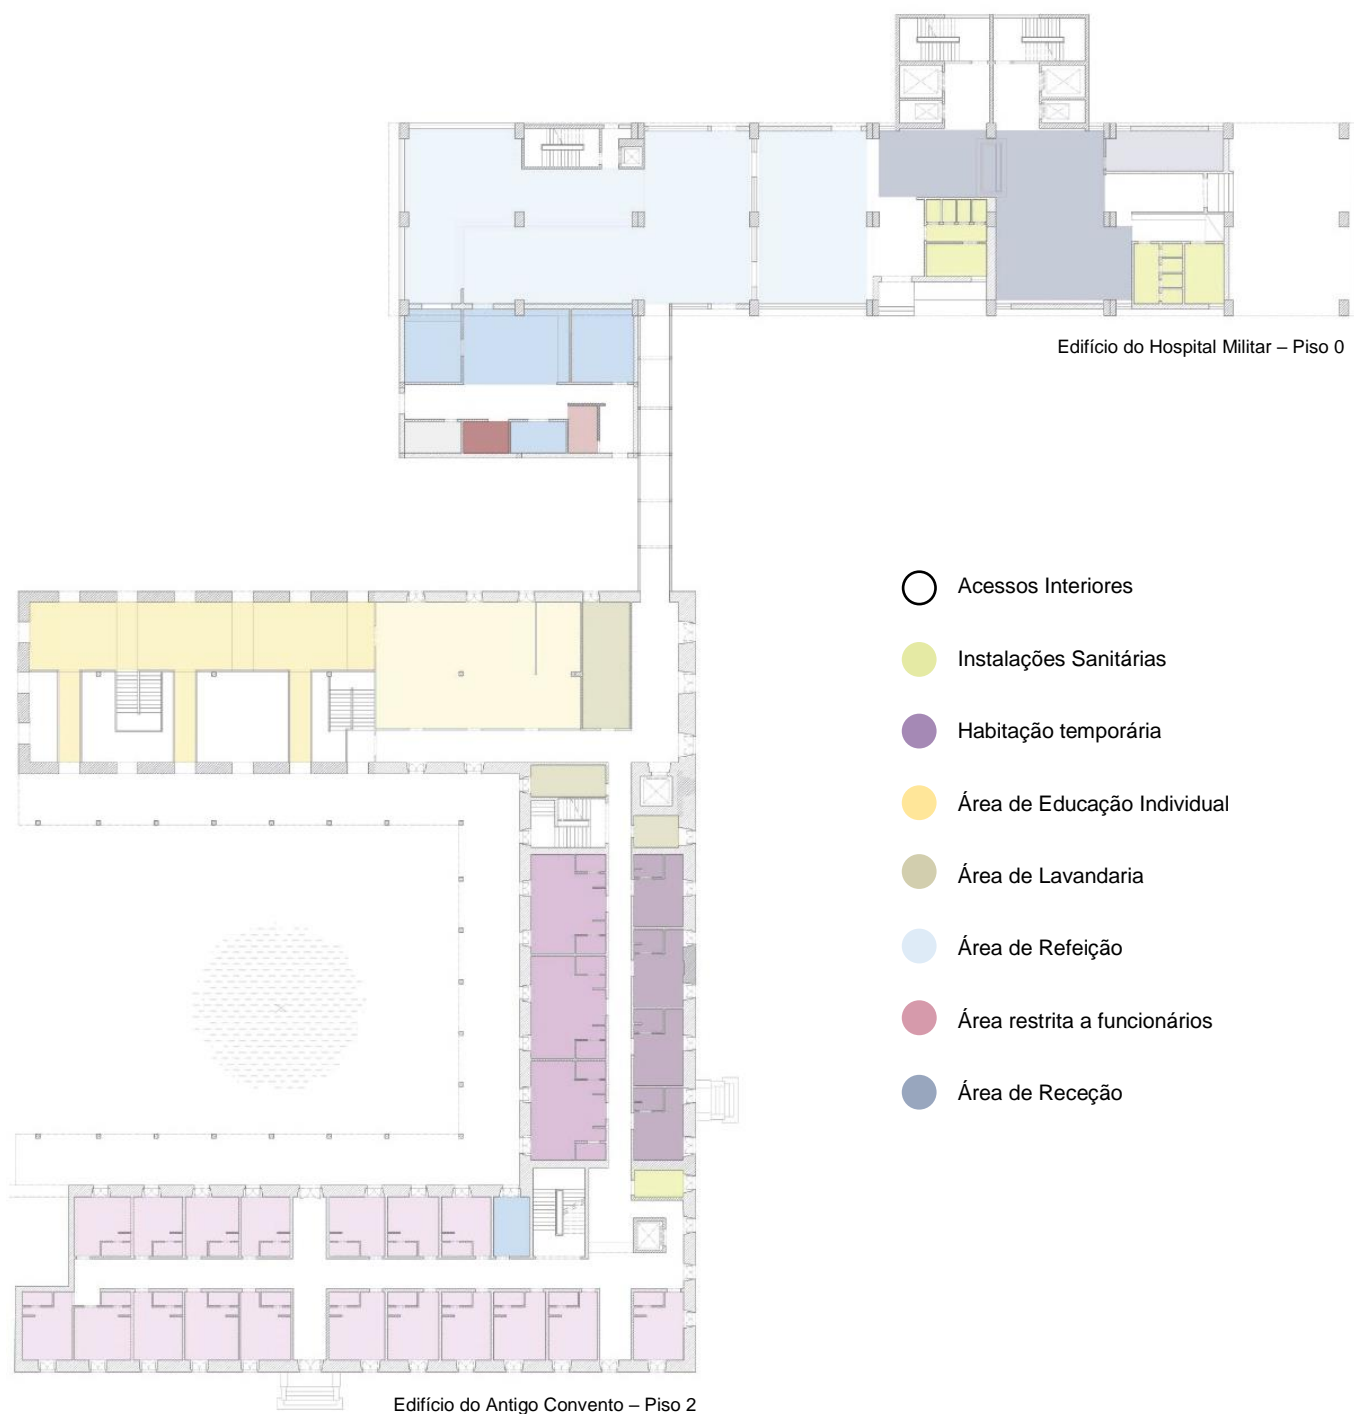 Edifício do Hospital Militar – Piso 0
Acessos Interiores
Instalações Sanitárias
Habitação temporária
Área de Educação Individual
Área de Lavandaria
Área de Refeição
Área restrita a funcionários
Área de Receção
Edifício do Antigo Convento – Piso 2